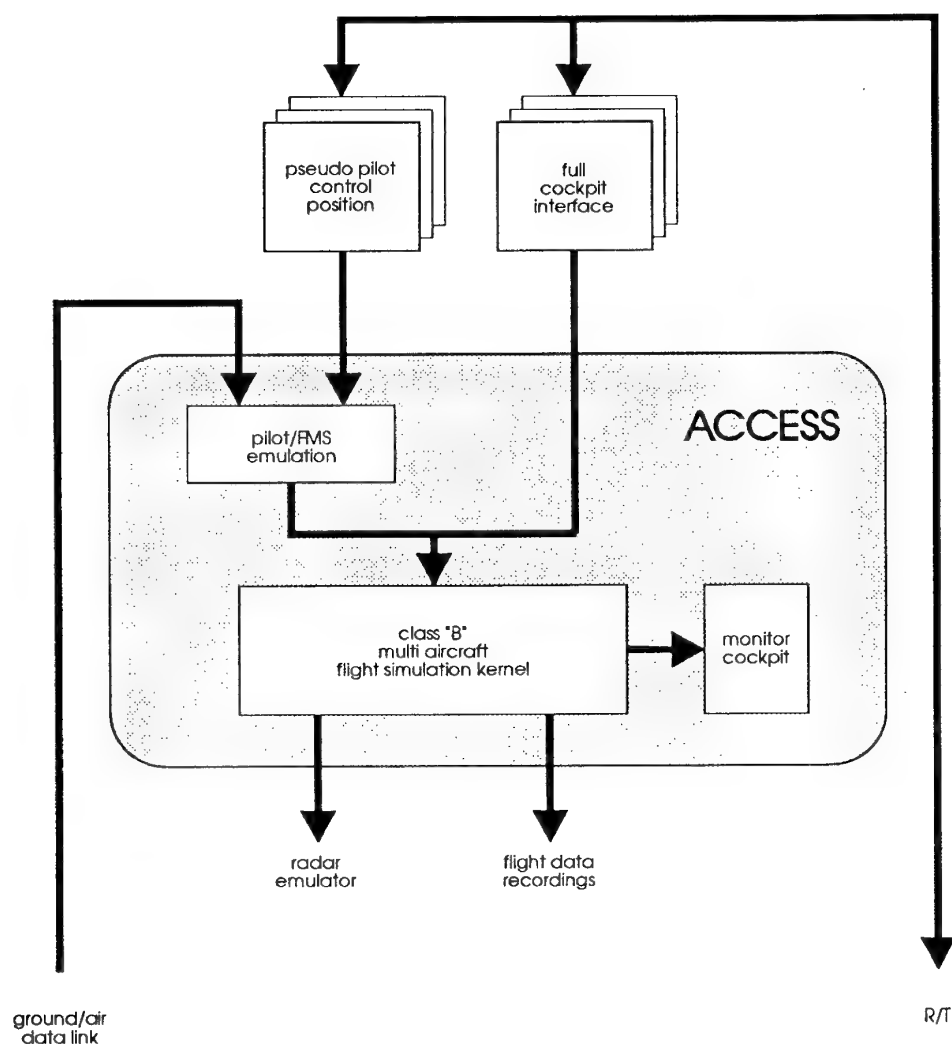 pseudo pilot
control
position
full
cockpit
interface
ACCESS
pilot/FMS
emulation
class "B"
multi aircraft
flight simulation kernel
monitor
cockpit
radar
emulator
flight data
recordings
ground/air
data link
R/T